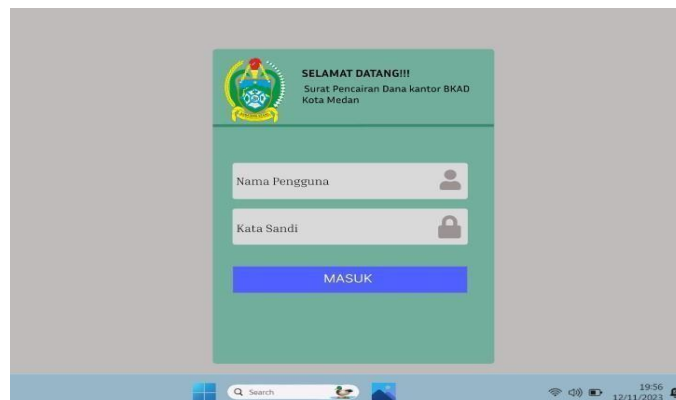 SELAMAT DATANG!!!
Surat Pencairan Dana kantor BKAD
Kota Medan
Nama Pengguna
Kata Sandi
MASUK
Search
19:56
12/11/2023